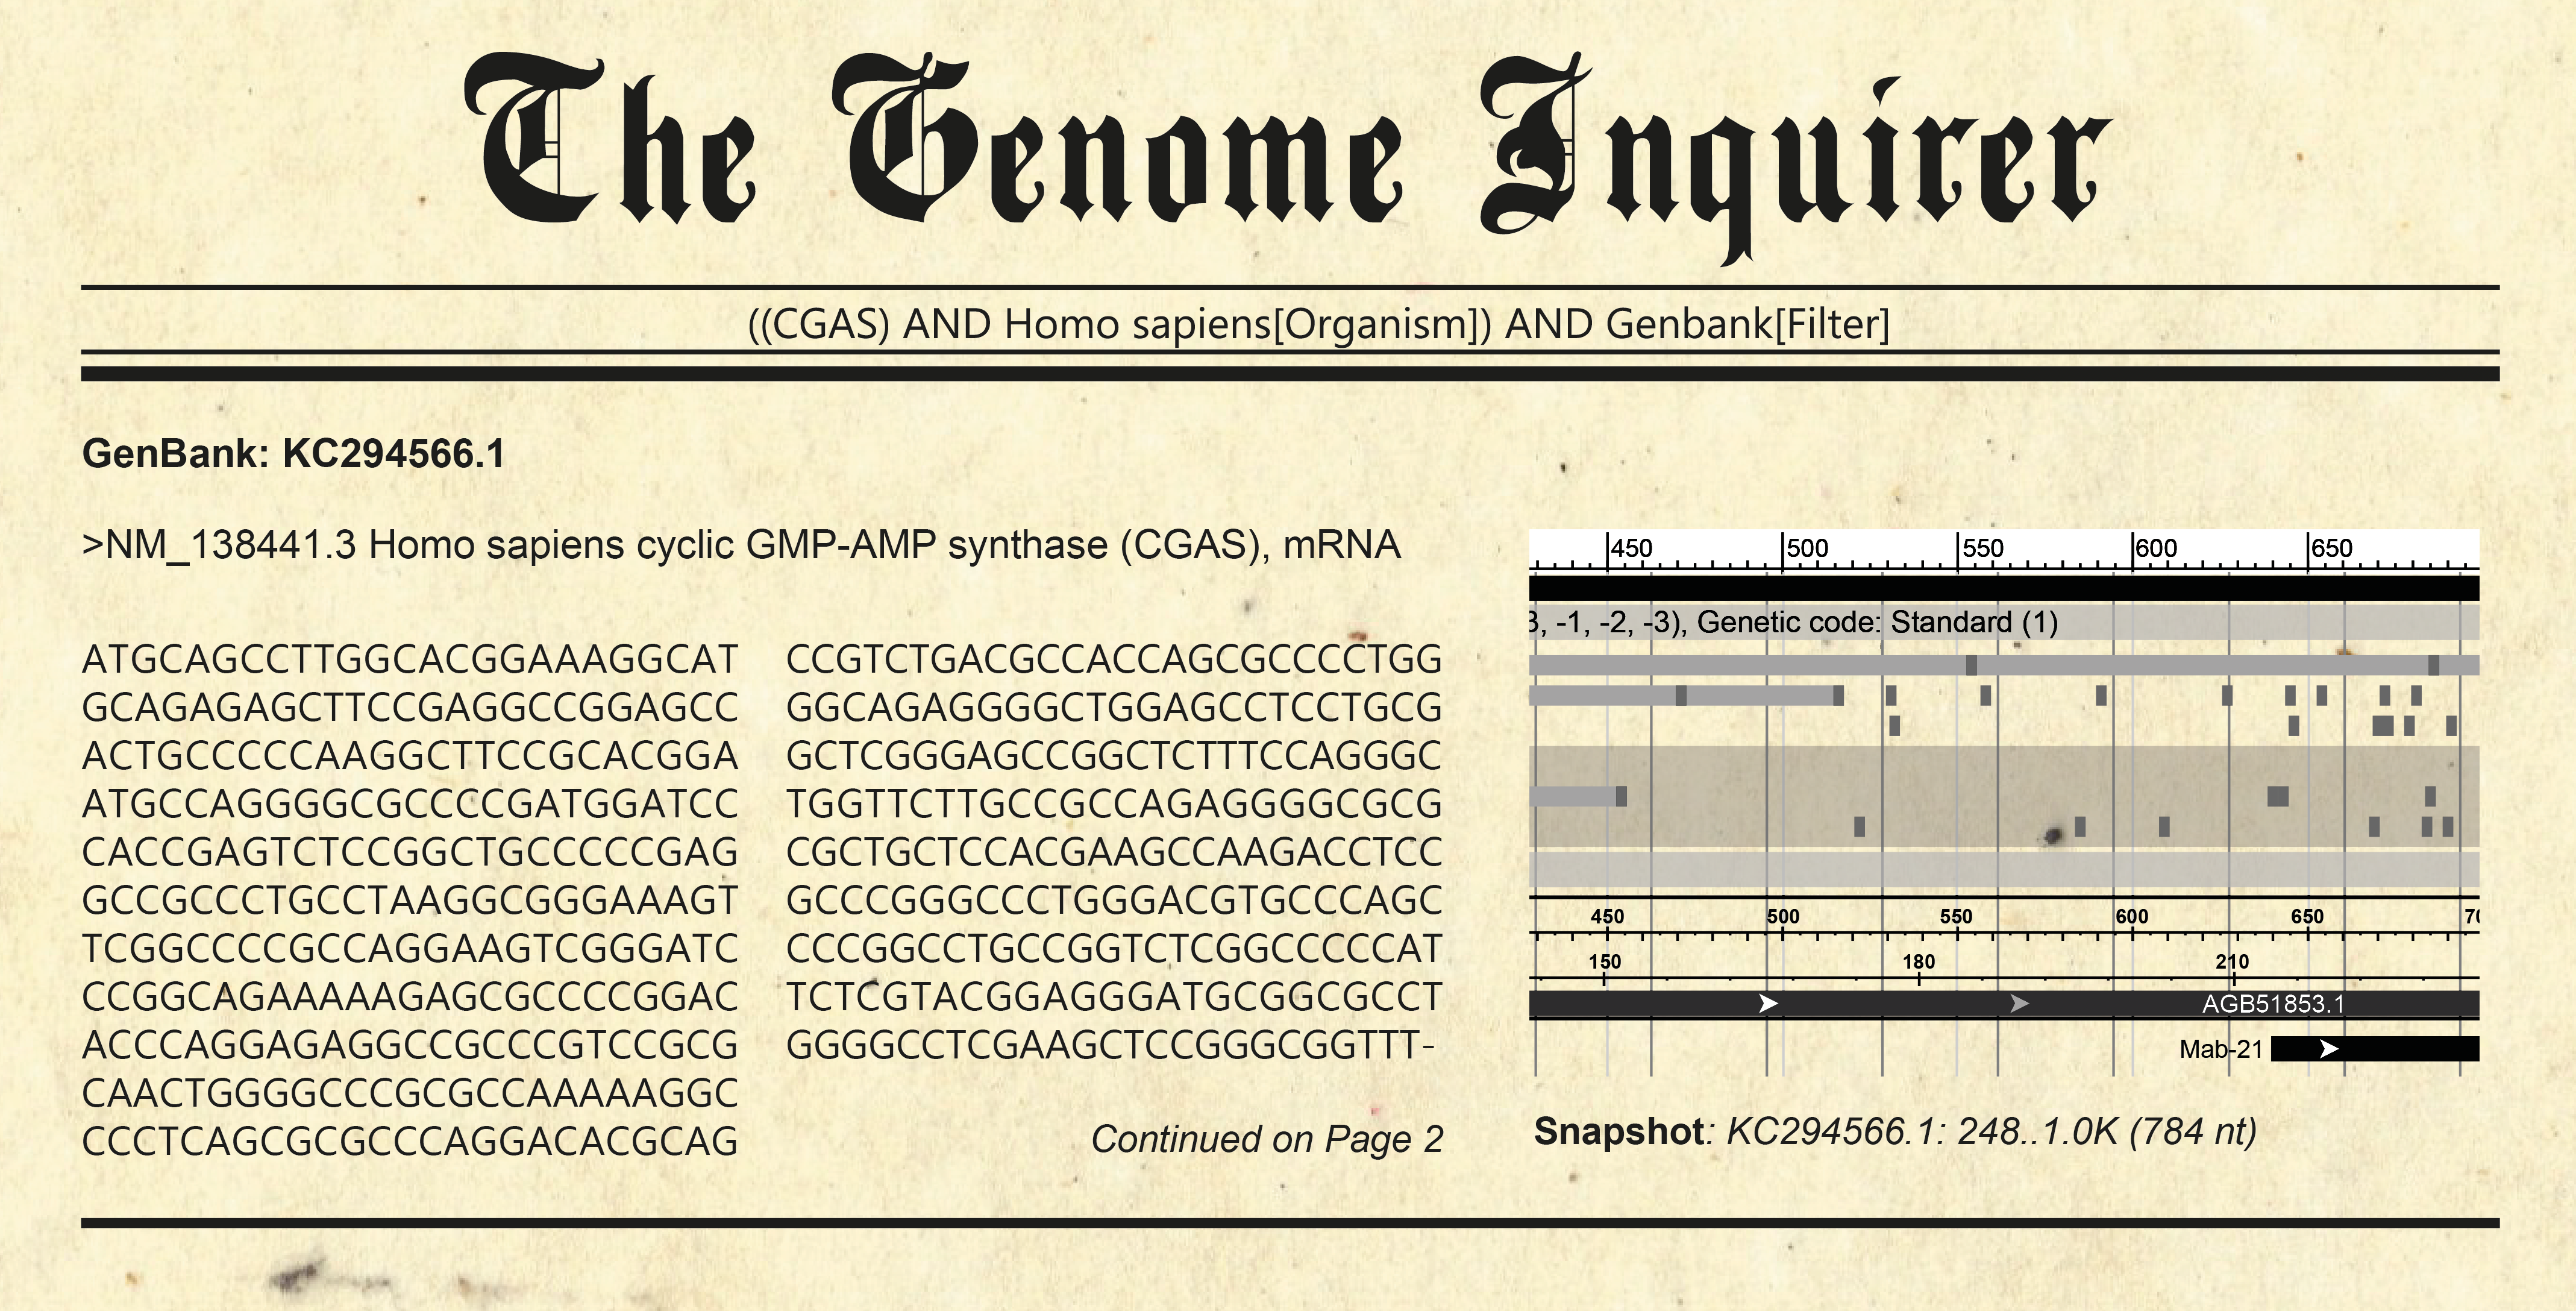 The Genome Inquirer
((CGAS) AND Homo sapiens[Organism]) AND Genbank[Filter]
GenBank: KC294566.1
>NM_138441.3 Homo sapiens cyclic GMP-AMP synthase (CGAS), mRNA
ATGCAGCCTTGGCACGGAAAGGCAT
GCAGAGAGCTTCCGAGGCCGGAGCC
ACTGCCCCCAAGGCTTCCGCACGGA
ATGCCAGGGGCGCCCCGATGGATCC
CACCGAGTCTCCGGCTGCCCCCGAG
GCCGCCCTGCCTAAGGCGGGAAAGT
TCGGCCCCGCCAGGAAGTCGGGATC
CCGGCAGAAAAAGAGCGCCCCGGAC
ACCCAGGAGAGGCCGCCCGTCCGCG
CAACTGGGGCCCGCGCCAAAAAGGC
CCCTCAGCGCGCCCAGGACACGCAG
CCGTCTGACGCCACCAGCGCCCCTGG
GGCAGAGGGGCTGGAGCCTCCTGCG
GCTCGGGAGCCGGCTCTTTCCAGGGC
TGGTTCTTGCCGCCAGAGGGGCGCG
CGCTGCTCCACGAAGCCAAGACCTCC
GCCCGGGCCCTGGGACGTGCCCAGC
CCCGGCCTGCCGGTCTCGGCCCCCAT
TCTCGTACGGAGGGATGCGGCGCCT
GGGGCCTCGAAGCTCCGGGCGGTTT-
Continued on Page 2
450 500 550 600 650
3, -1, -2, -3), Genetic code: Standard (1)
450 500 550 600 650 70
150 180 210
AGB51853.1
Mab-21
Snapshot: KC294566.1: 248..1.0K (784 nt)